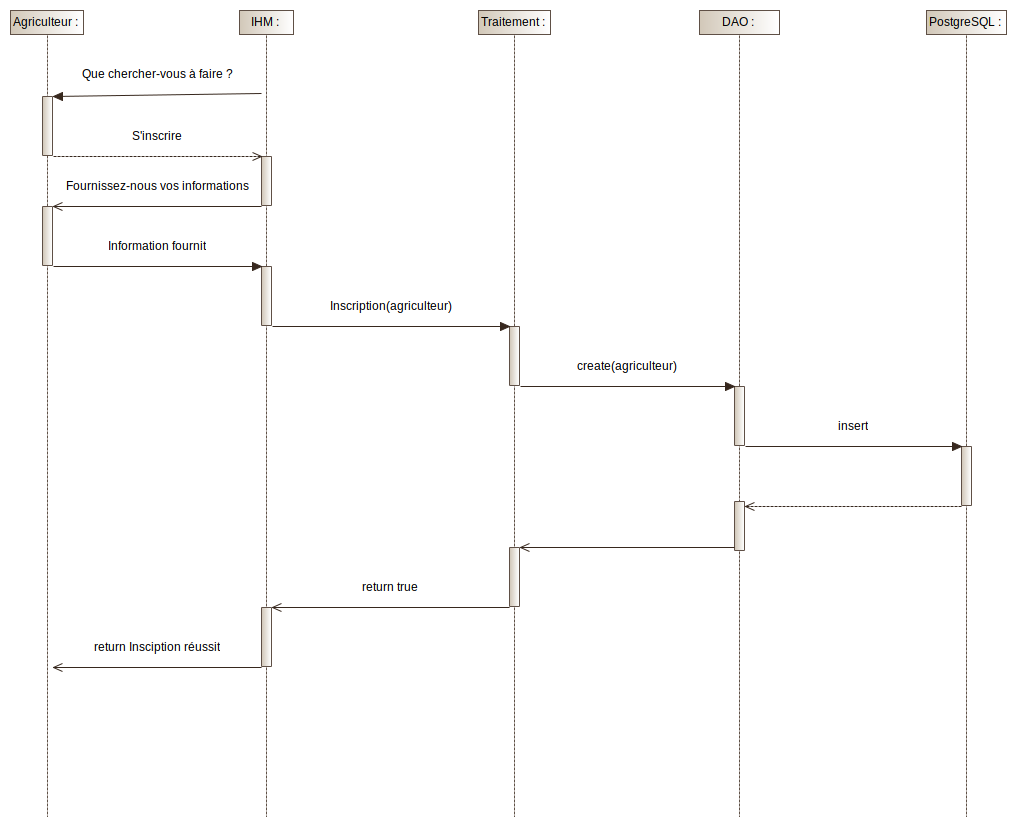 Agriculteur :
IHM :
Traitement :
DAO :
PostgreSQL :
Que chercher-vous à faire ?
S'inscrire
Fournissez-nous vos informations
Information fournit
Inscription(agriculteur)
create(agriculteur)
insert
return true
return Insciption réussit